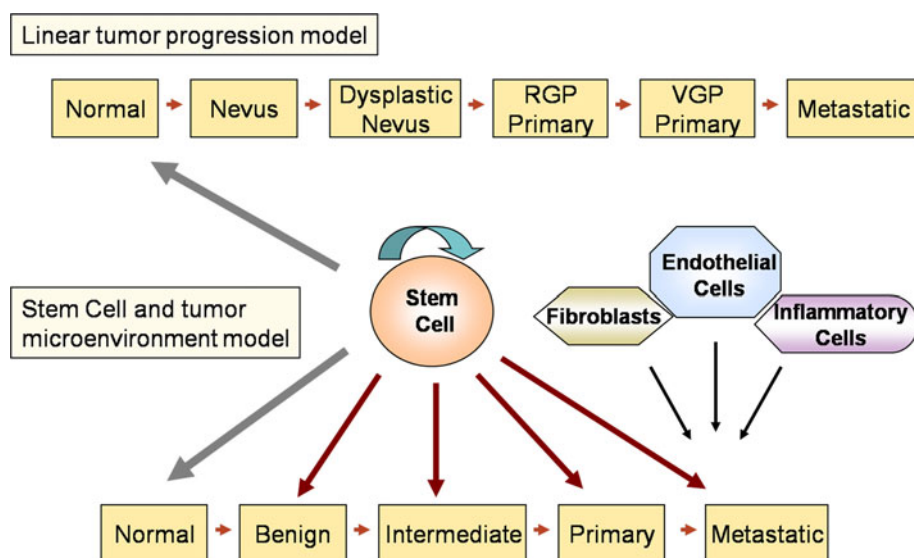 Linear tumor progression model
Normal
Nevus
Dysplastic
Nevus
RGP
Primary
VGP
Primary
Metastatic
Stem Cell and tumor
microenvironment model
Stem
Cell
Fibroblasts
Endothelial
Cells
Inflammatory
Cells
Normal
Benign
Intermediate
Primary
Metastatic